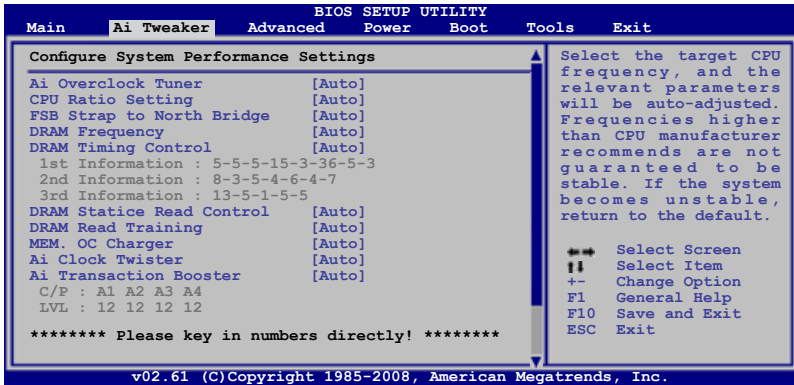 BIOS SETUP UTILITY
Main Ai Tweaker Advanced Power Boot Tools Exit
Configure System Performance Settings
Ai Overclock Tuner [Auto]
CPU Ratio Setting [Auto]
FSB Strap to North Bridge [Auto]
DRAM Frequency [Auto]
DRAM Timing Control [Auto]
1st Information : 5-5-5-15-3-36-5-3
2nd Information : 8-3-5-4-6-4-7
3rd Information : 13-5-1-5-5
DRAM Statice Read Control [Auto]
DRAM Read Training [Auto]
MEM. OC Charger [Auto]
Ai Clock Twister [Auto]
Ai Transaction Booster [Auto]
C/P : A1 A2 A3 A4
LVL : 12 12 12 12
******** Please key in numbers directly! ********
Select the target CPU
frequency, and the
relevant parameters
will be auto-adjusted.
Frequencies higher
than CPU manufacturer
recommends are not
guaranteed to be
stable. If the system
becomes unstable,
return to the default.
Select Screen
Select Item
+- Change Option
F1 General Help
F10 Save and Exit
ESC Exit
v02.61 (C)Copyright 1985-2008, American Megatrends, Inc.